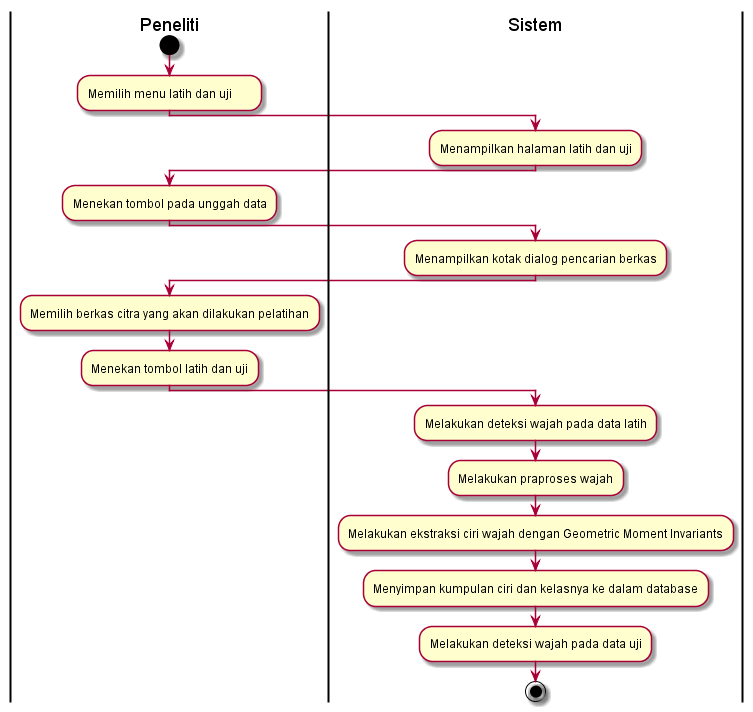 Peneliti
Sistem
Memilih menu latih dan uji
Menampilkan halaman latih dan uji
Menekan tombol pada unggah data
Menampilkan kotak dialog pencarian berkas
Memilih berkas citra yang akan dilakukan pelatihan
Menekan tombol latih dan uji
Melakukan deteksi wajah pada data latih
Melakukan praproses wajah
Melakukan ekstraksi ciri wajah dengan Geometric Moment Invariants
Menyimpan kumpulan ciri dan kelasnya ke dalam database
Melakukan deteksi wajah pada data uji